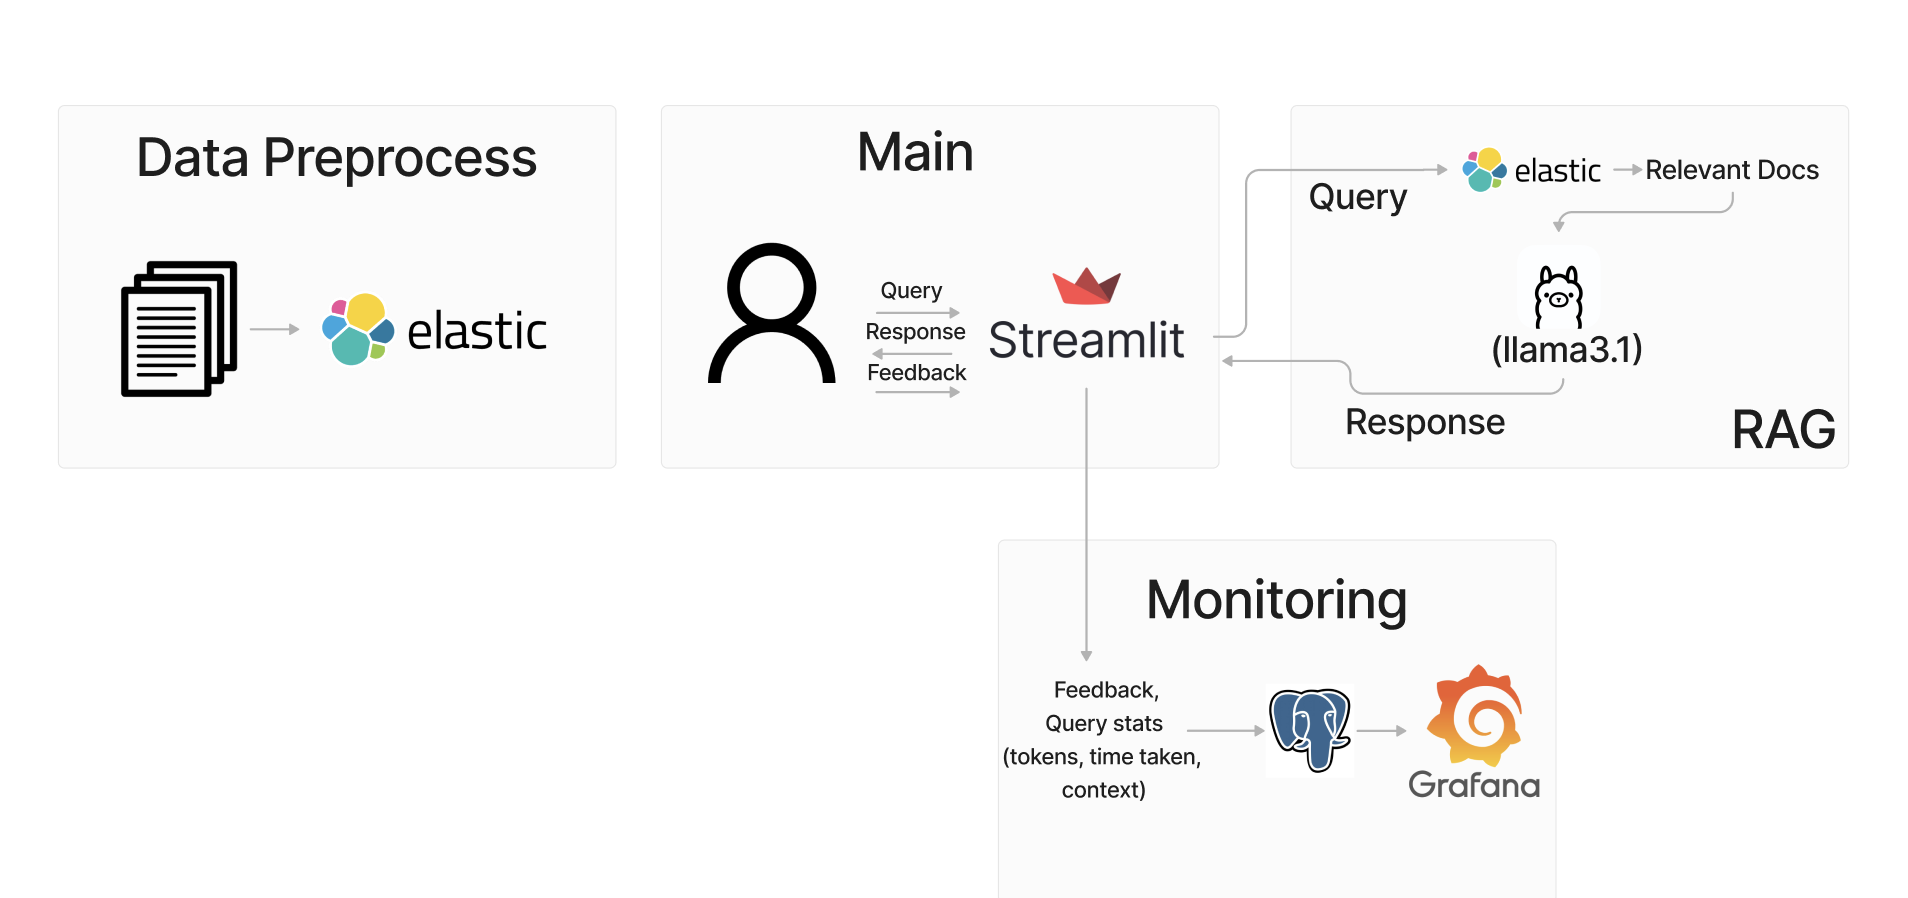 Data Preprocess
elastic
Main
Query
Response
Feedback
Streamlit
Query
elastic
Relevant Docs
(llama3.1)
Response
RAG
Monitoring
Feedback,
Query stats
(tokens, time taken,
context)
Grafana